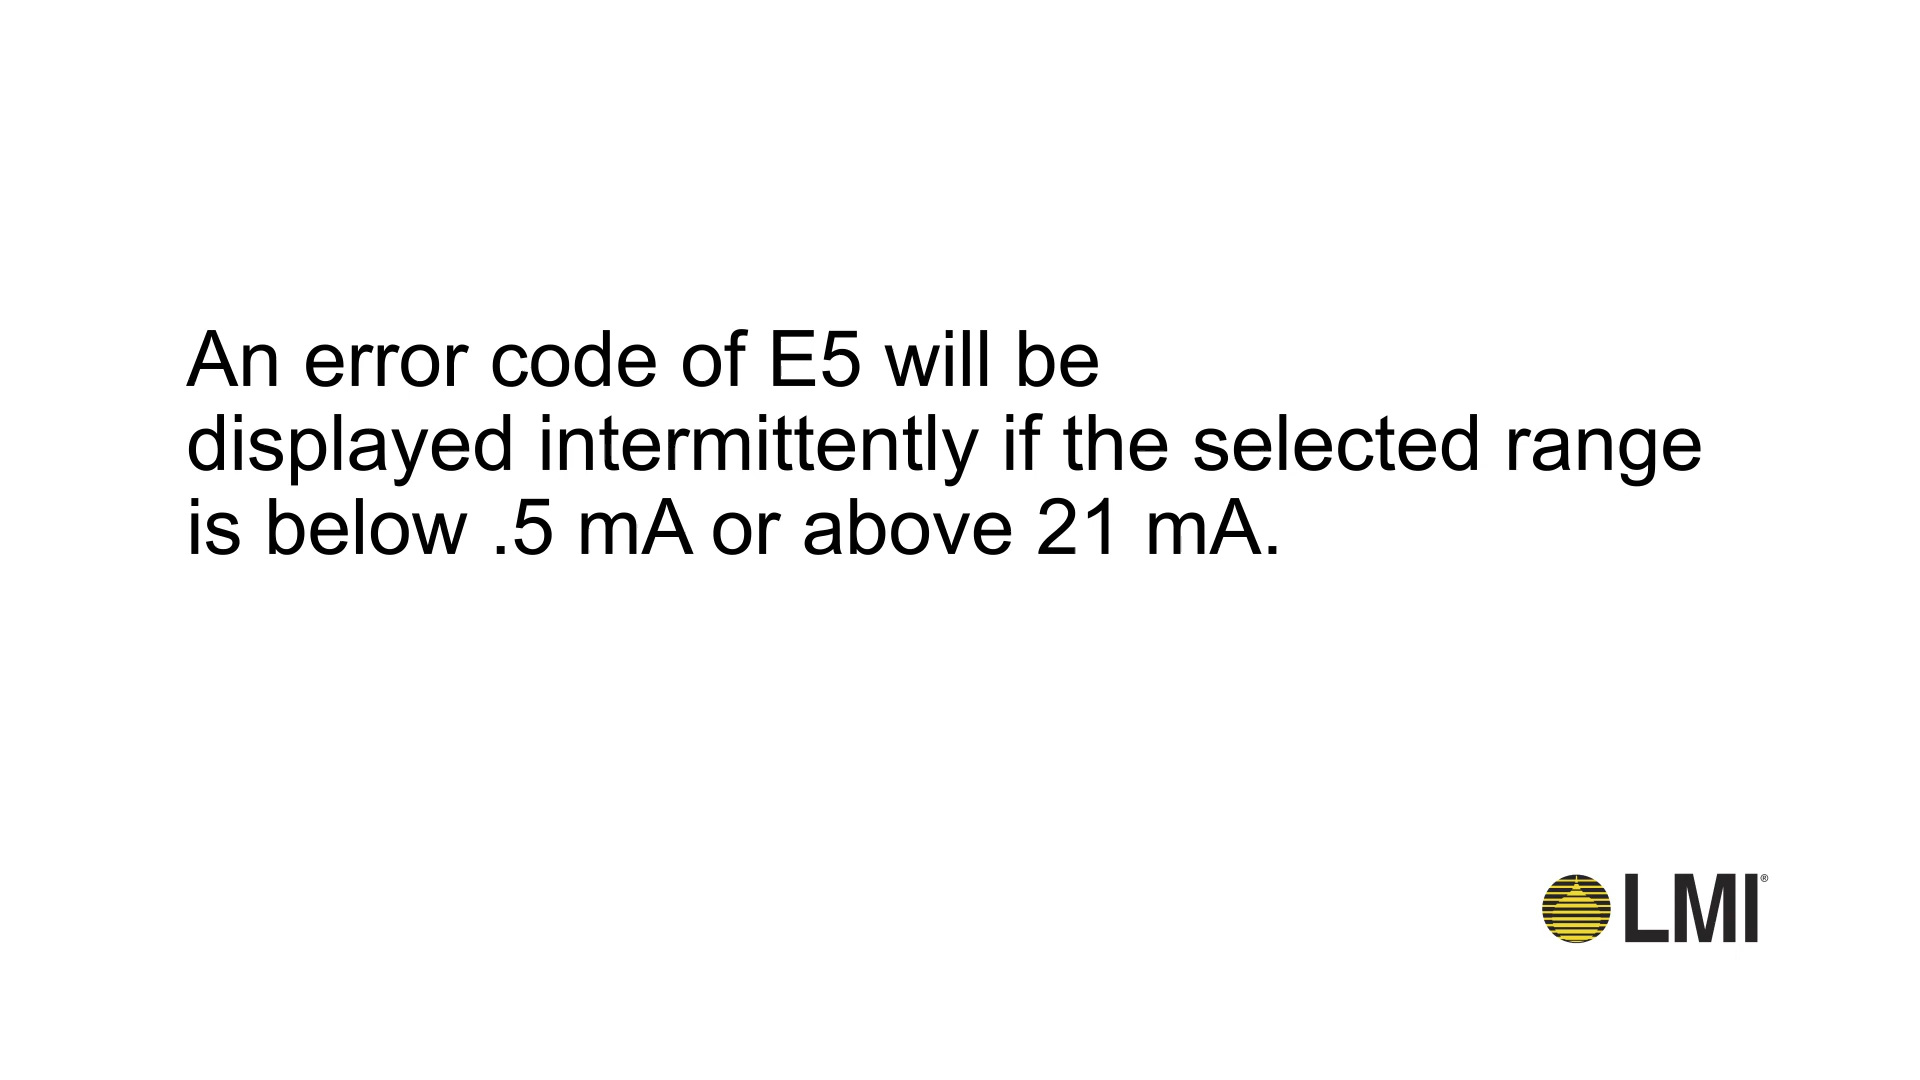 An error code of E5 will be
displayed intermittently if the selected range
is below .5 mA or above 21 mA.
LMI®